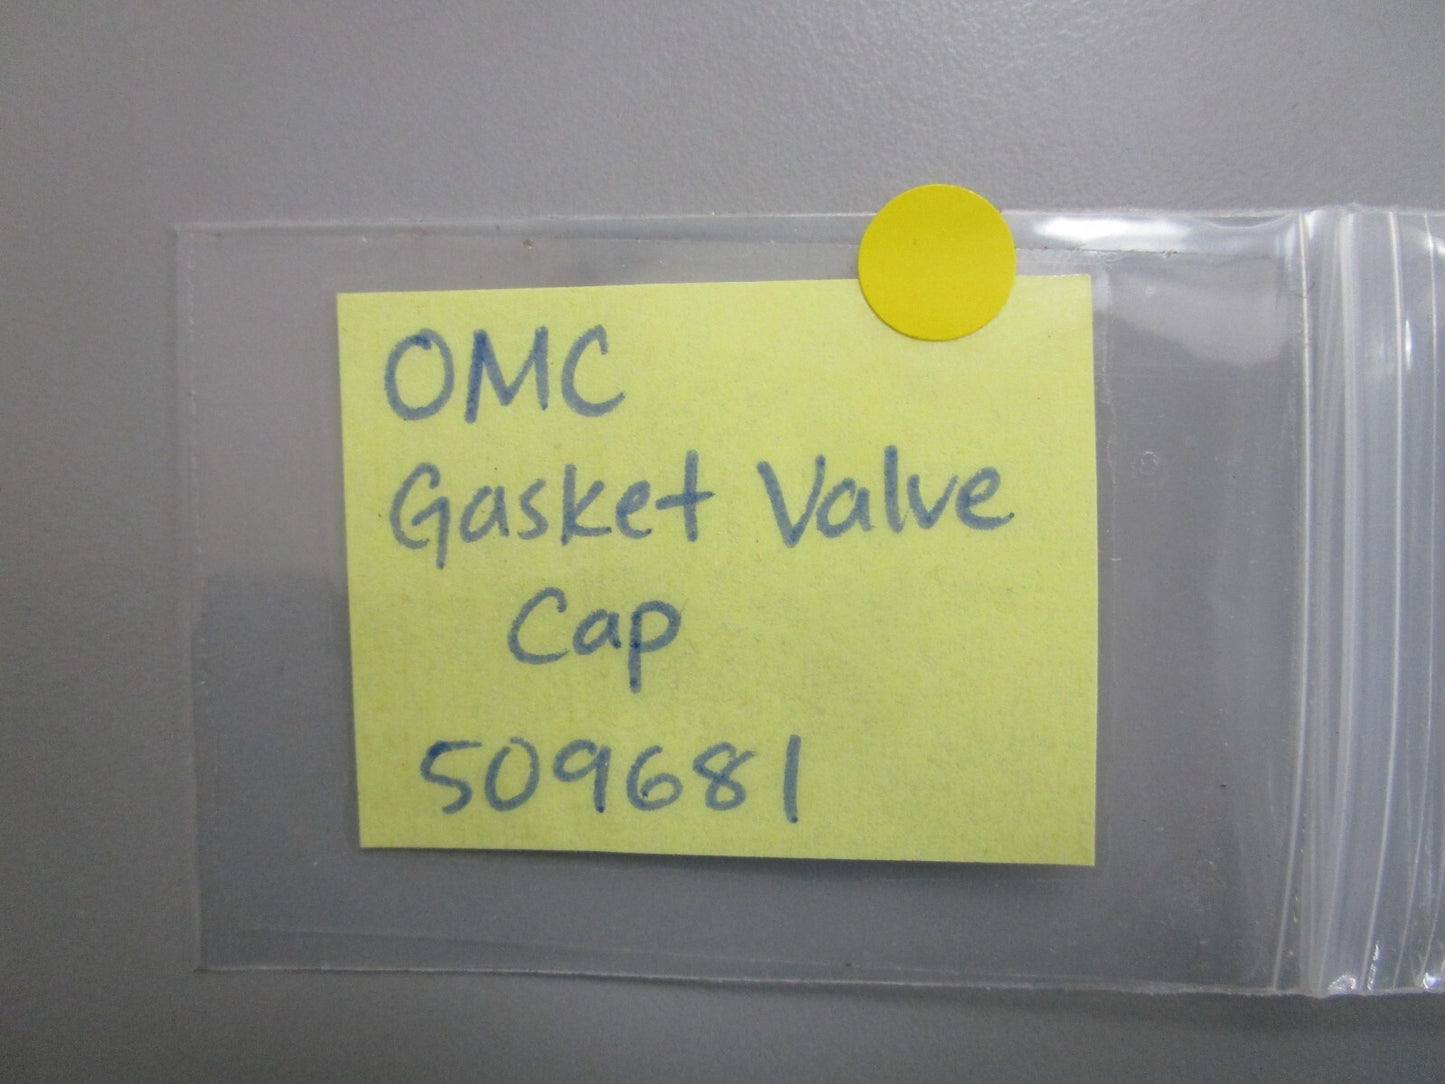 OMC
Gasket Valve
Cap
509681